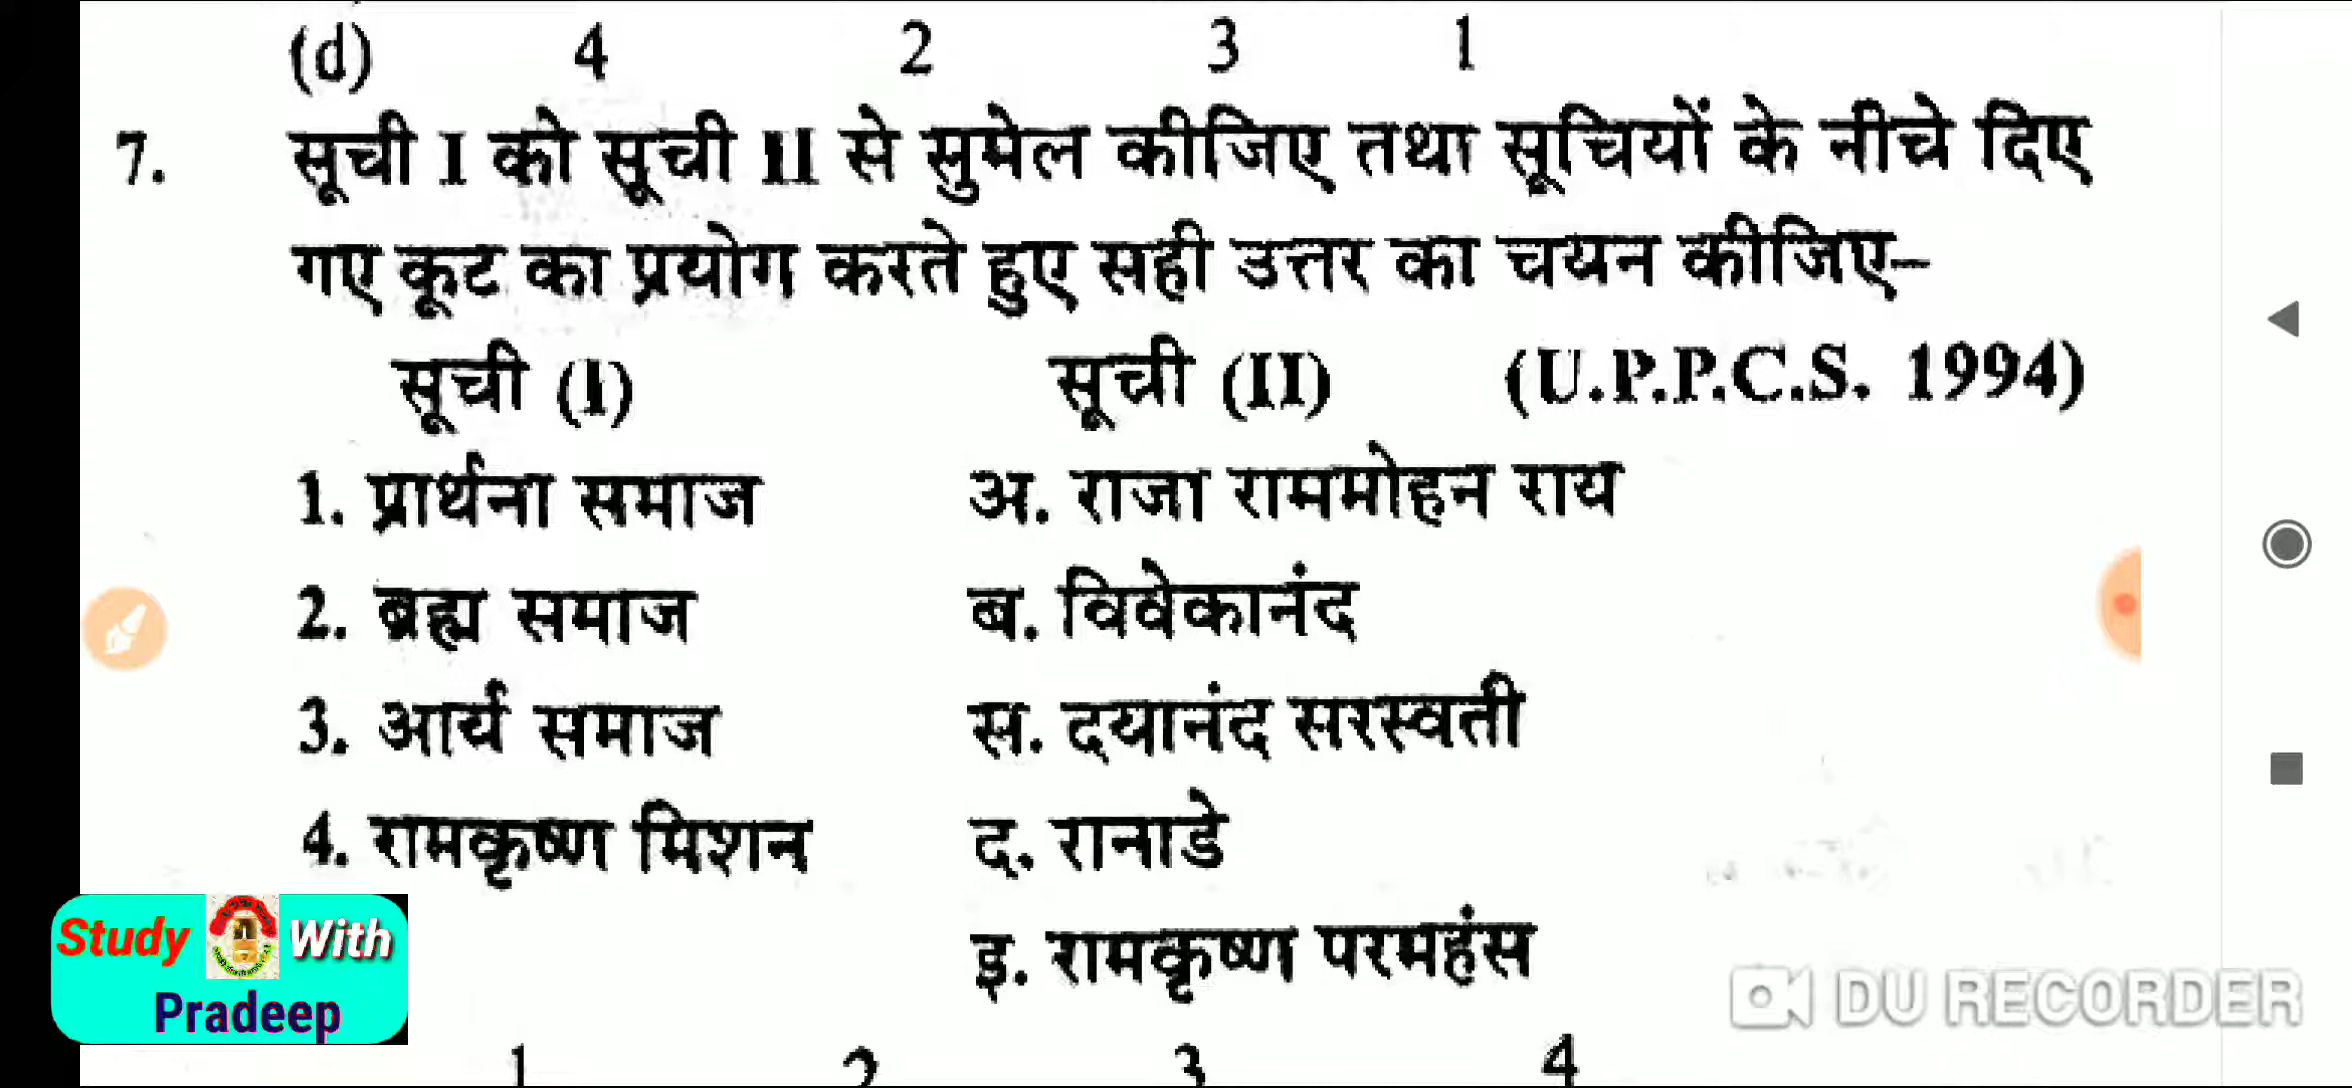 (d) 4 2 3 1
7. सूची I को सूची II से सुमेल कीजिए तथा सूचियों के नीचे दिए
गए कूट का प्रयोग करते हुए सही उत्तर का चयन कीजिए–
सूची (I) सूची (II) (U.P.P.C.S. 1994)
1. प्रार्थना समाज अ. राजा राममोहन राय
2. ब्रह्म समाज ब. विवेकानंद
3. आर्य समाज स. दयानंद सरस्वती
4. रामकृष्ण मिशन द. रानाडे
इ. रामकृष्ण परमहंस
Study With
Pradeep
DU RECORDER
1 2 3 4